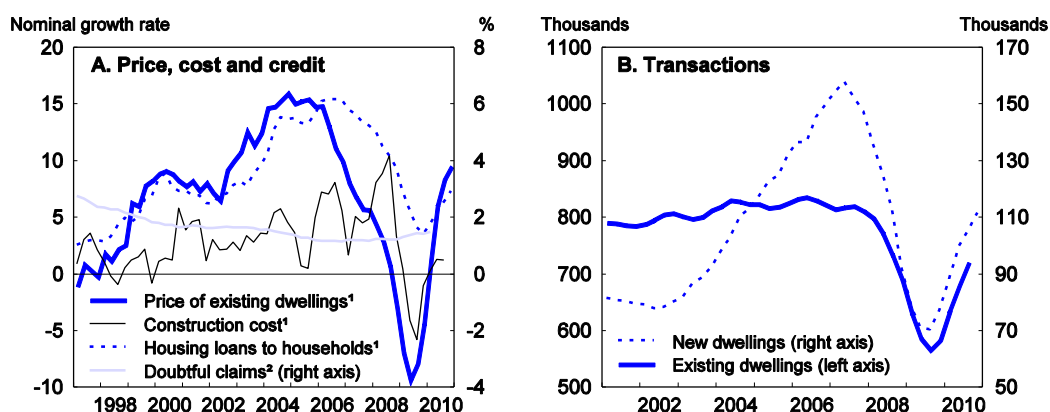 Nominal growth rate %
A. Price, cost and credit
20 8
15 6
10 4
5 2
0 0
-5 -2
-10 -4
Price of existing dwellings¹
Construction cost¹
Housing loans to households¹
Doubtful claims² (right axis)
1998 2000 2002 2004 2006 2008 2010
Thousands Thousands
B. Transactions
1100 170
1000 150
900 130
800 110
700 90
600 70
500 50
New dwellings (right axis)
Existing dwellings (left axis)
2002 2004 2006 2008 2010